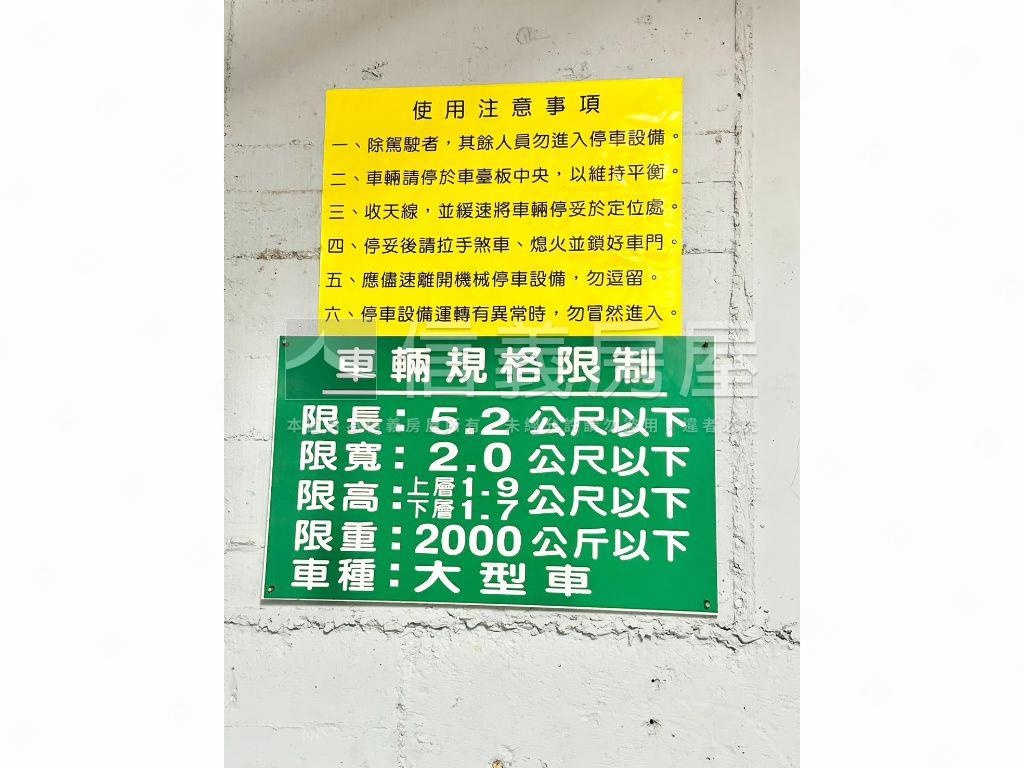 使用注意事項
一、除駕駛者，其餘人員勿進入停車設備。
二、車輛請停於車臺板中央，以維持平衡。
三、收天線，並緩速將車輛停妥於定位處。
四、停妥後請拉手煞車、熄火並鎖好車門。
五、應儘速離開機械停車設備，勿逗留。
六、停車設備運轉有異常時，勿冒然進入。
信義房屋
車輛規格限制
限長：5.2公尺以下
限寬：2.0公尺以下
限高：上層1.9 下層1.7公尺以下
限重：2000公斤以下
車種：大型車